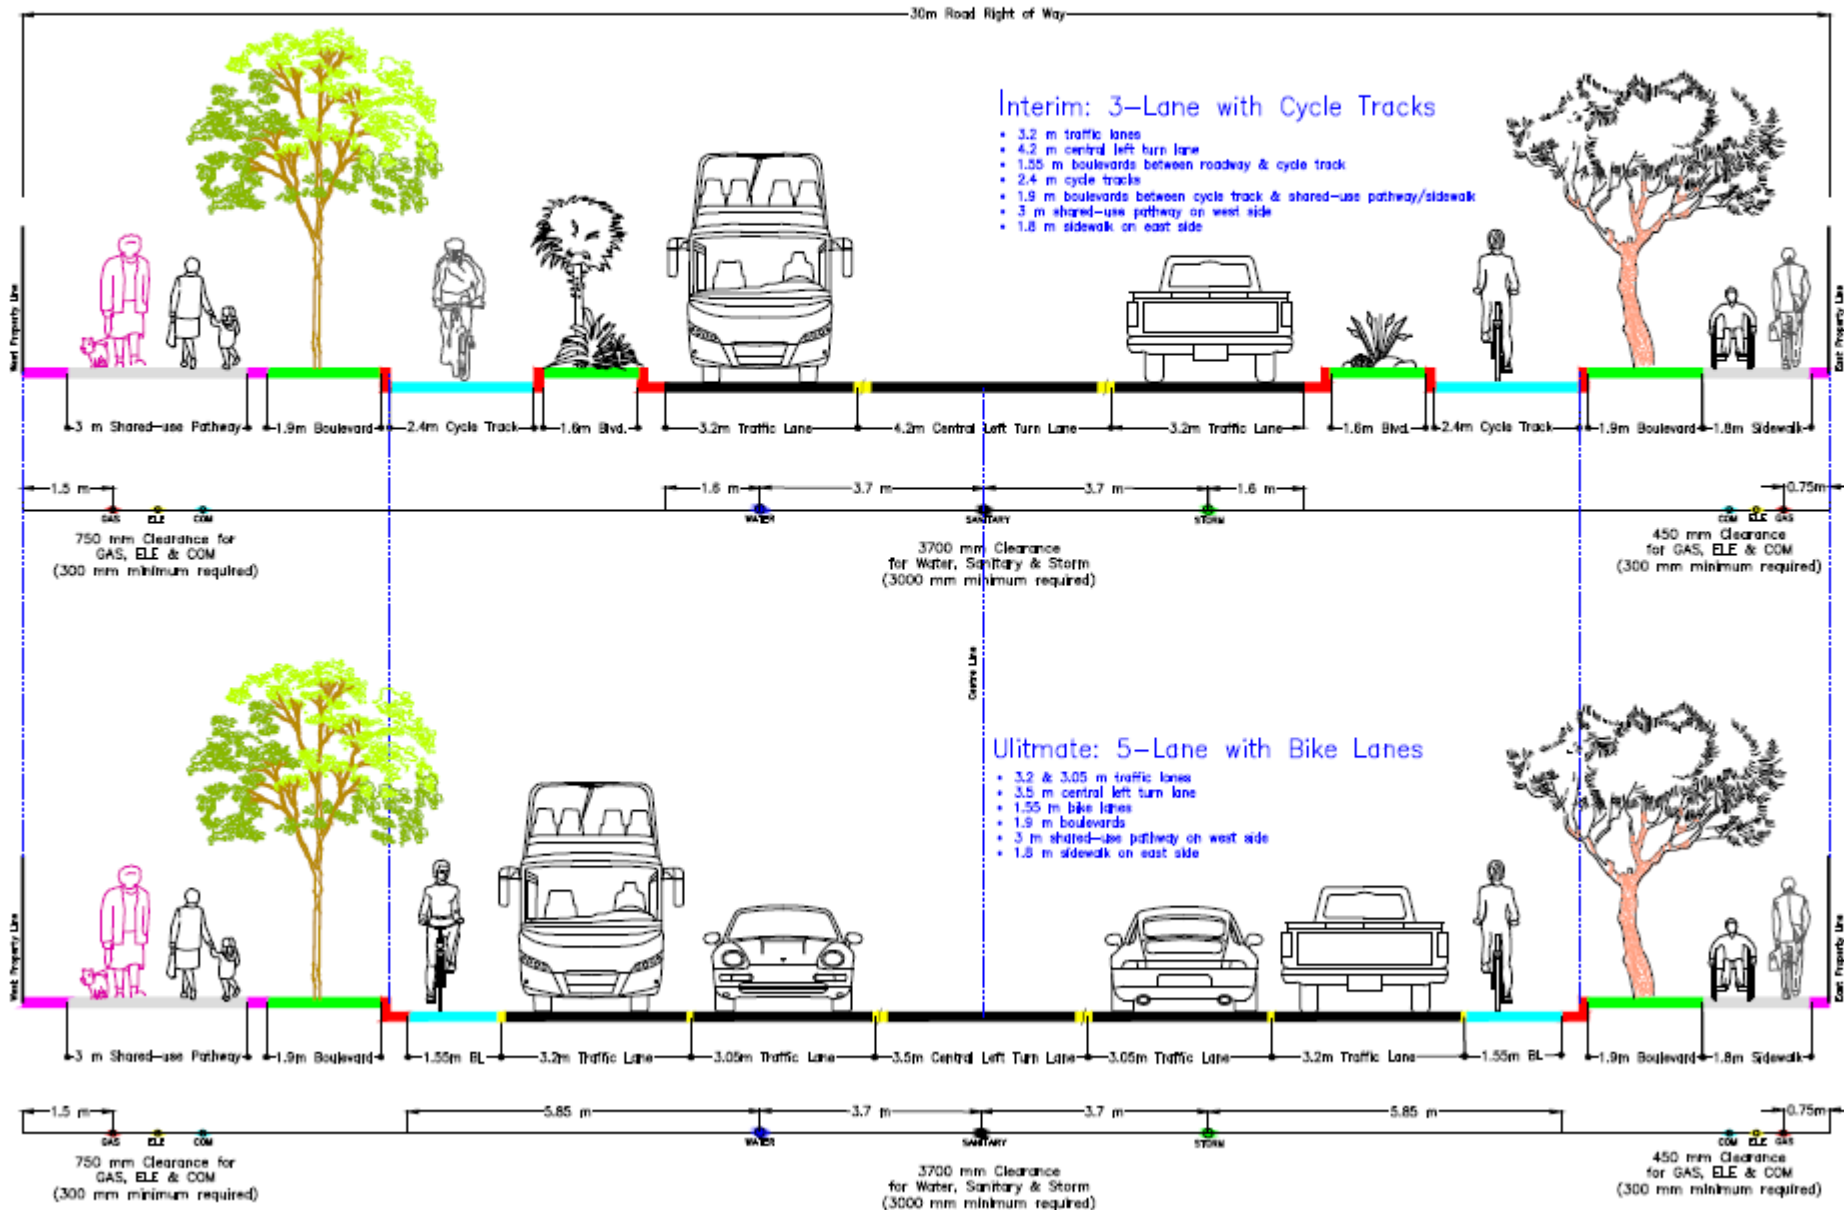 30m Road Right of Way
Interim: 3-Lane with Cycle Tracks
• 3.2 m traffic lanes
• 4.2 m central left turn lane
• 1.55 m boulevards between roadway & cycle track
• 2.4 m cycle tracks
• 1.9 m boulevards between cycle track & shared-use pathway/sidewalk
• 3 m shared-use pathway on west side
• 1.8 m sidewalk on east side
West Property Line
East Property Line
3 m Shared-use Pathway 1.9m Boulevard 2.4m Cycle Track 1.6m Blvd. 3.2m Traffic Lane 4.2m Central Left Turn Lane 3.2m Traffic Lane 1.6m Blvd. 2.4m Cycle Track 1.9m Boulevard 1.8m Sidewalk
1.5 m 1.6 m 3.7 m 3.7 m 1.6 m 0.75m
GAS ELE COM WATER SANITARY STORM COM ELE GAS
750 mm Clearance for
GAS, ELE & COM
(300 mm minimum required)
3700 mm Clearance
for Water, Sanitary & Storm
(3000 mm minimum required)
450 mm Clearance
for GAS, ELE & COM
(300 mm minimum required)
Centre Line
Ulitmate: 5-Lane with Bike Lanes
• 3.2 & 3.05 m traffic lanes
• 3.5 m central left turn lane
• 1.55 m bike lanes
• 1.9 m boulevards
• 3 m shared-use pathway on west side
• 1.8 m sidewalk on east side
West Property Line
East Property Line
3 m Shared-use Pathway 1.9m Boulevard 1.55m BL 3.2m Traffic Lane 3.05m Traffic Lane 3.5m Central Left Turn Lane 3.05m Traffic Lane 3.2m Traffic Lane 1.55m BL 1.9m Boulevard 1.8m Sidewalk
1.5 m 5.85 m 3.7 m 3.7 m 5.85 m 0.75m
GAS ELE COM WATER SANITARY STORM COM ELE GAS
750 mm Clearance for
GAS, ELE & COM
(300 mm minimum required)
3700 mm Clearance
for Water, Sanitary & Storm
(3000 mm minimum required)
450 mm Clearance
for GAS, ELE & COM
(300 mm minimum required)